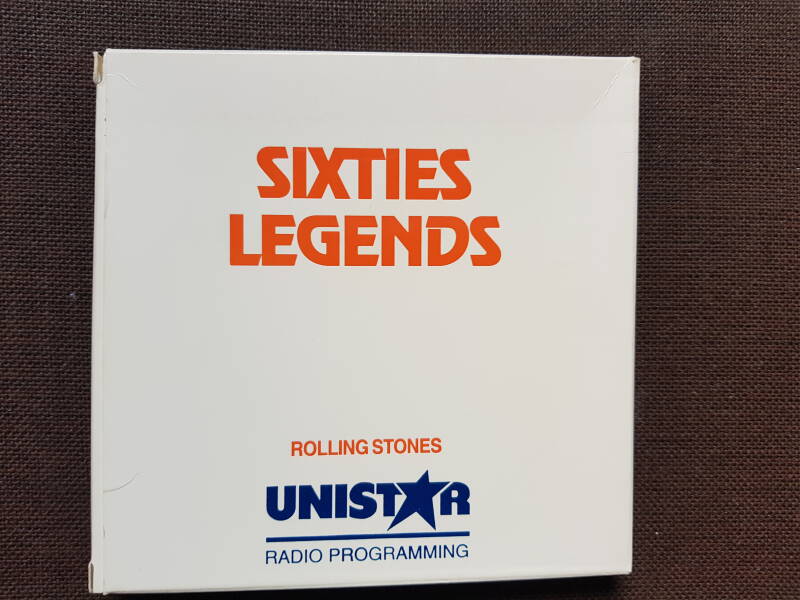 SIXTIES
LEGENDS
ROLLING STONES
UNISTAR
RADIO PROGRAMMING